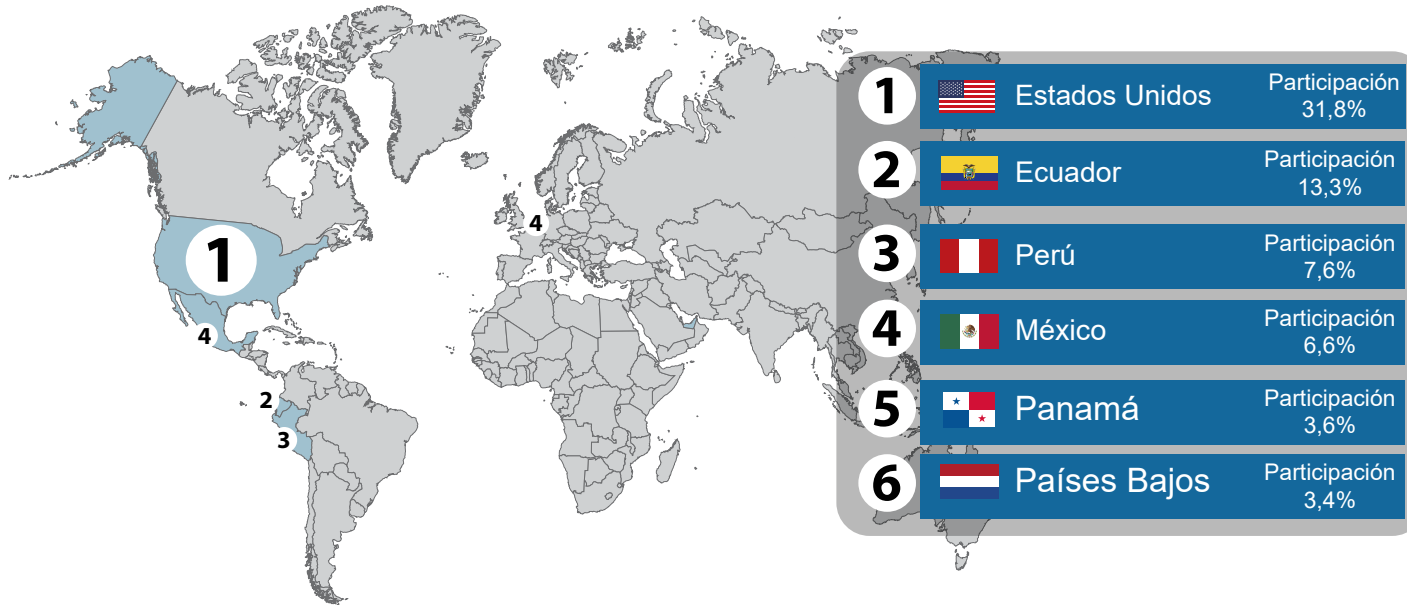 1
4
2
3
4
1
Estados Unidos
Participación
31,8%
2
Ecuador
Participación
13,3%
3
Perú
Participación
7,6%
4
México
Participación
6,6%
5
Panamá
Participación
3,6%
6
Países Bajos
Participación
3,4%